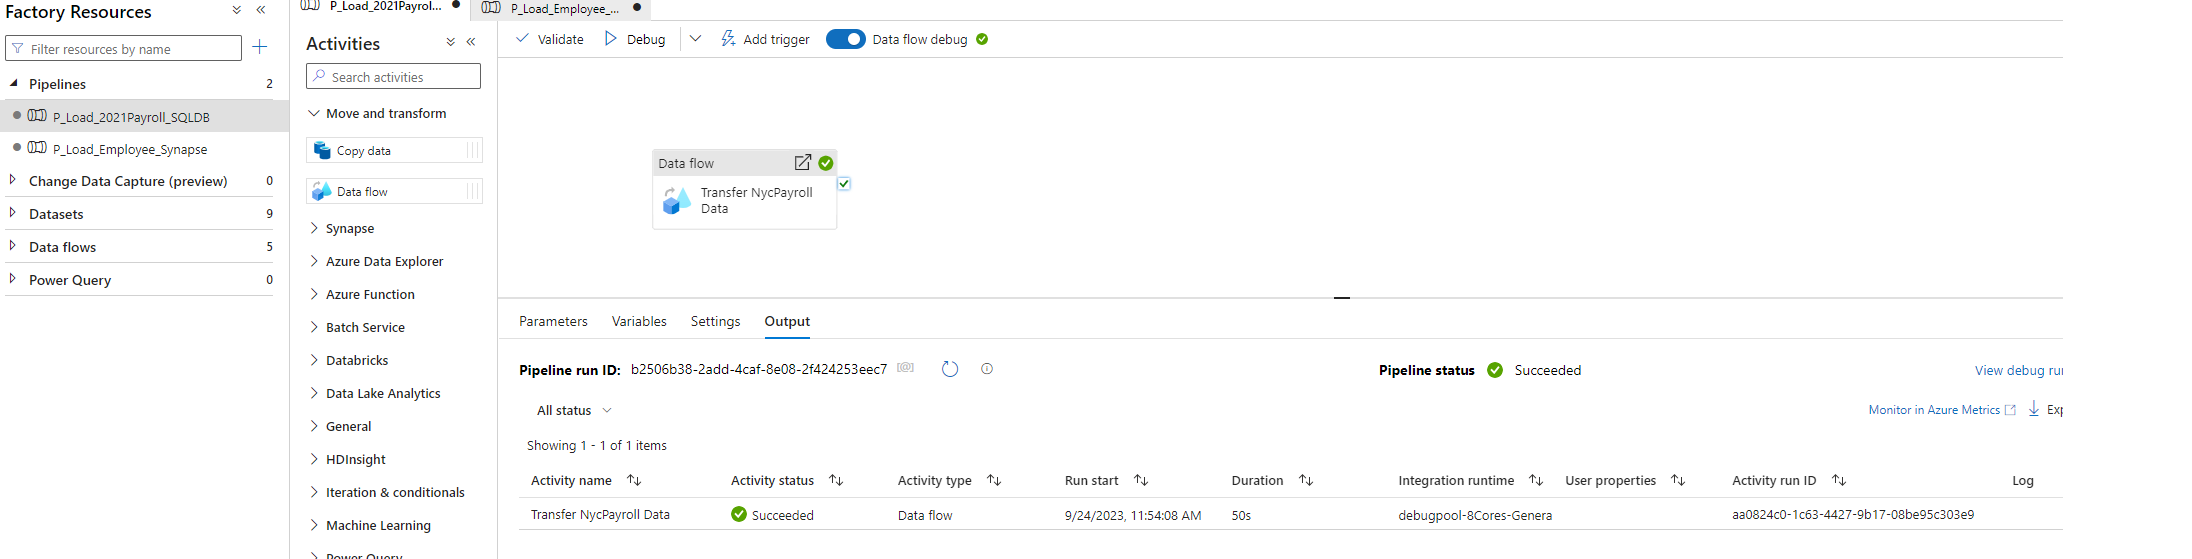 Factory Resources
Filter resources by name
Pipelines 2
P_Load_2021Payroll_SQLDB
P_Load_Employee_Synapse
Change Data Capture (preview) 0
Datasets 9
Data flows 5
Power Query 0
P_Load_2021Payrol...
P_Load_Employee_...
Activities
Search activities
Move and transform
Copy data
Data flow
Synapse
Azure Data Explorer
Azure Function
Batch Service
Databricks
Data Lake Analytics
General
HDInsight
Iteration & conditionals
Machine Learning
Power Query
Validate Debug Add trigger Data flow debug
Data flow
Transfer NycPayroll
Data
Parameters Variables Settings Output
Pipeline run ID: b2506b38-2add-4caf-8e08-2f424253eec7 Pipeline status Succeeded View debug rur
All status Monitor in Azure Metrics Exp
Showing 1 - 1 of 1 items
Activity name Activity status Activity type Run start Duration Integration runtime User properties Activity run ID Log
Transfer NycPayroll Data Succeeded Data flow 9/24/2023, 11:54:08 AM 50s debugpool-8Cores-Genera aa0824c0-1c63-4427-9b17-08be95c303e9